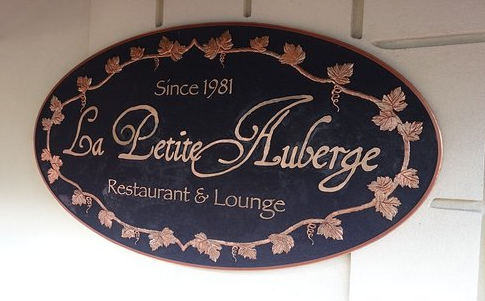 Since 1981
La Petite Auberge
Restaurant & Lounge